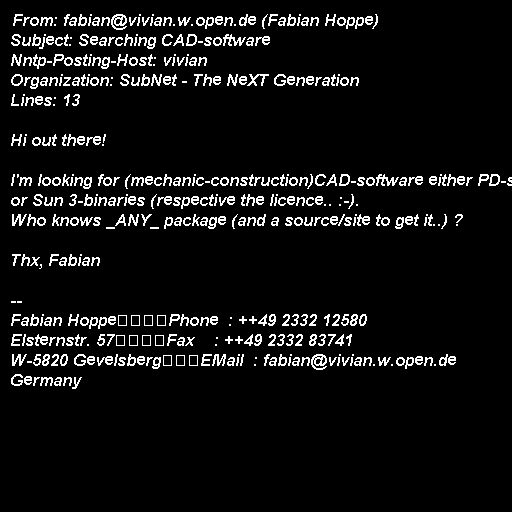 From: fabian@vivian.w.open.de (Fabian Hoppe)
Subject: Searching CAD-software
Nntp-Posting-Host: vivian
Organization: SubNet - The NeXT Generation
Lines: 13

Hi out there!

I'm looking for (mechanic-construction)CAD-software either PD-s
or Sun 3-binaries (respective the licence.. :-).
Who knows _ANY_ package (and a source/site to get it..) ?

Thx, Fabian

--
Fabian Hoppe□□□□Phone  : ++49 2332 12580
Elsternstr. 57□□□□Fax    : ++49 2332 83741
W-5820 Gevelsberg□□□EMail  : fabian@vivian.w.open.de
Germany